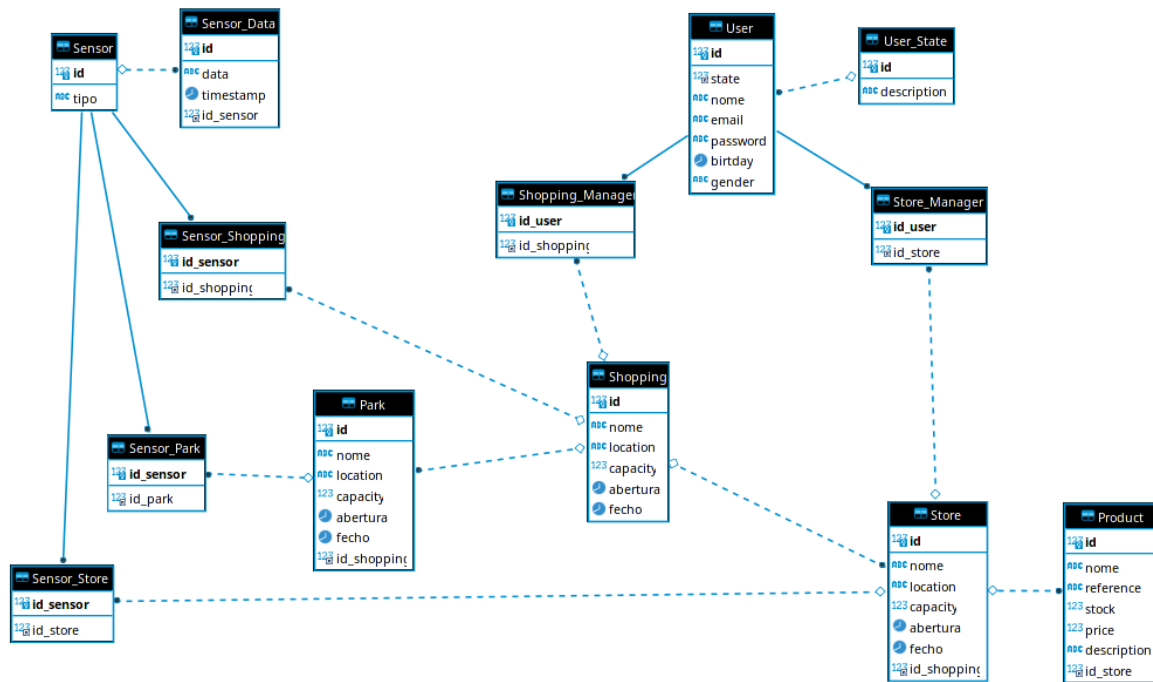 Sensor
id
tipo
Sensor_Data
id
data
timestamp
id_sensor
User
id
state
nome
email
password
birtday
gender
User_State
id
description
Shopping_Manager
id_user
id_shopping
Store_Manager
id_user
id_store
Sensor_Shopping
id_sensor
id_shopping
Shopping
id
nome
location
capacity
abertura
fecho
Park
id
nome
location
capacity
abertura
fecho
id_shopping
Sensor_Park
id_sensor
id_park
Store
id
nome
location
capacity
abertura
fecho
id_shopping
Product
id
nome
reference
stock
price
description
id_store
Sensor_Store
id_sensor
id_store